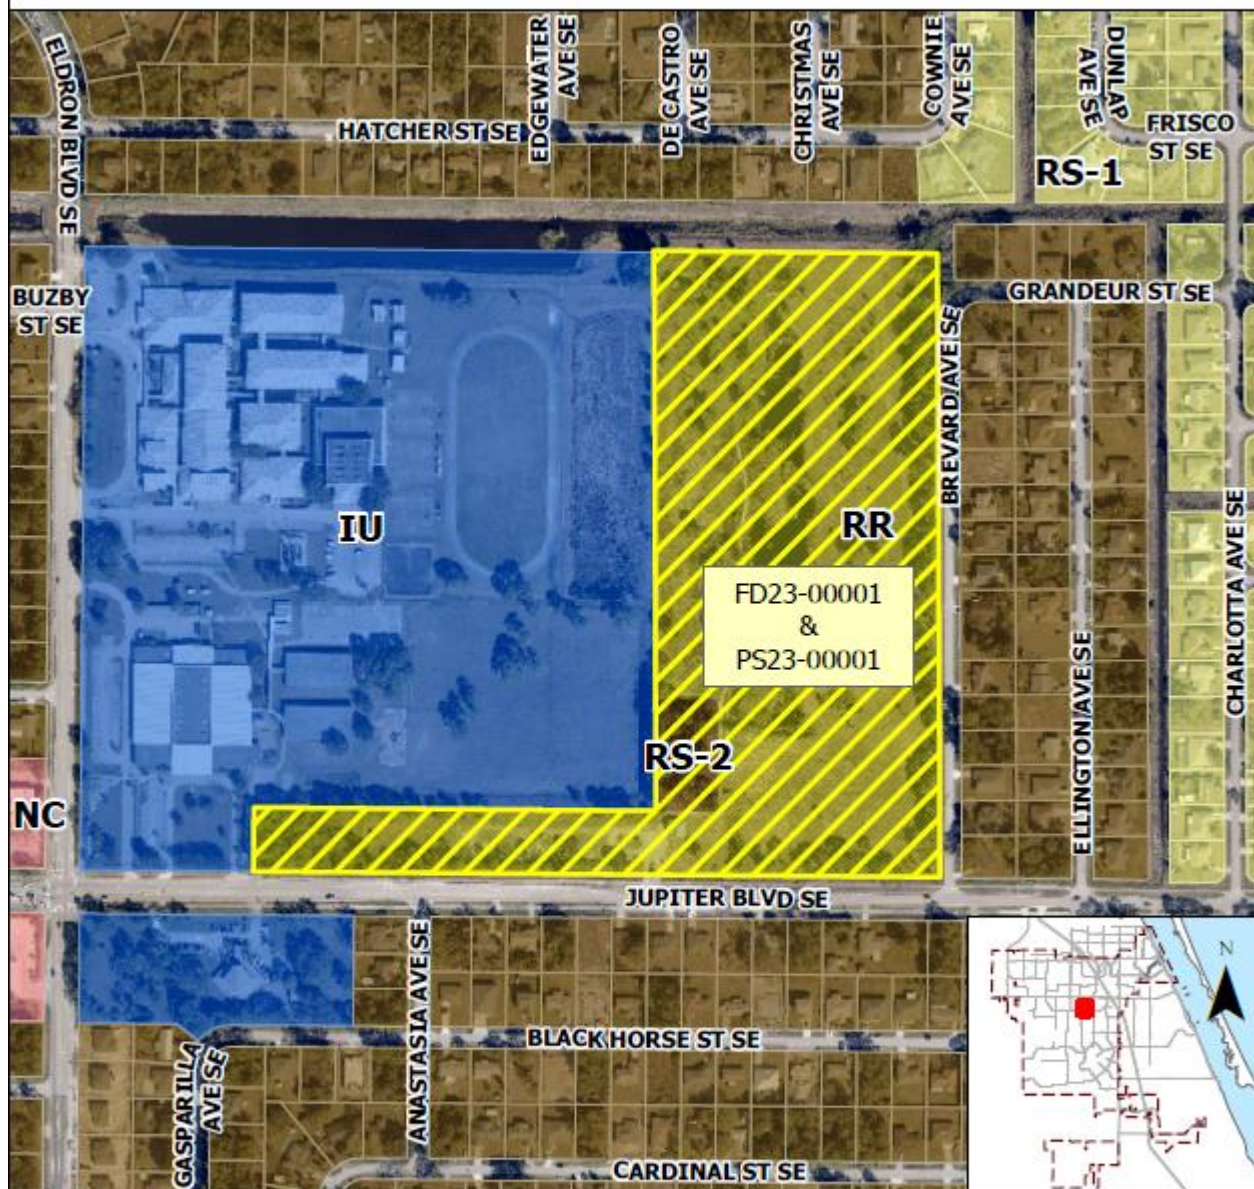 ELDRON BLVD SE
EDGEWATER
AVE SE
DE CASTRO
AVE SE
CHRISTMAS
AVE SE
COWNIE
AVE SE
DUNLAP
AVE SE
HATCHER ST SE
FRISCO
ST SE
RS-1
BUZBY
ST SE
GRANDEUR ST SE
BREVARD AVE SE
IU
RR
FD23-00001
&
PS23-00001
CHARLOTTA AVE SE
ELLINGTON AVE SE
RS-2
NC
JUPITER BLVD SE
ANASTASIA AVE SE
N
BLACK HORSE ST SE
GASPARILLA
AVE SE
CARDINAL ST SE